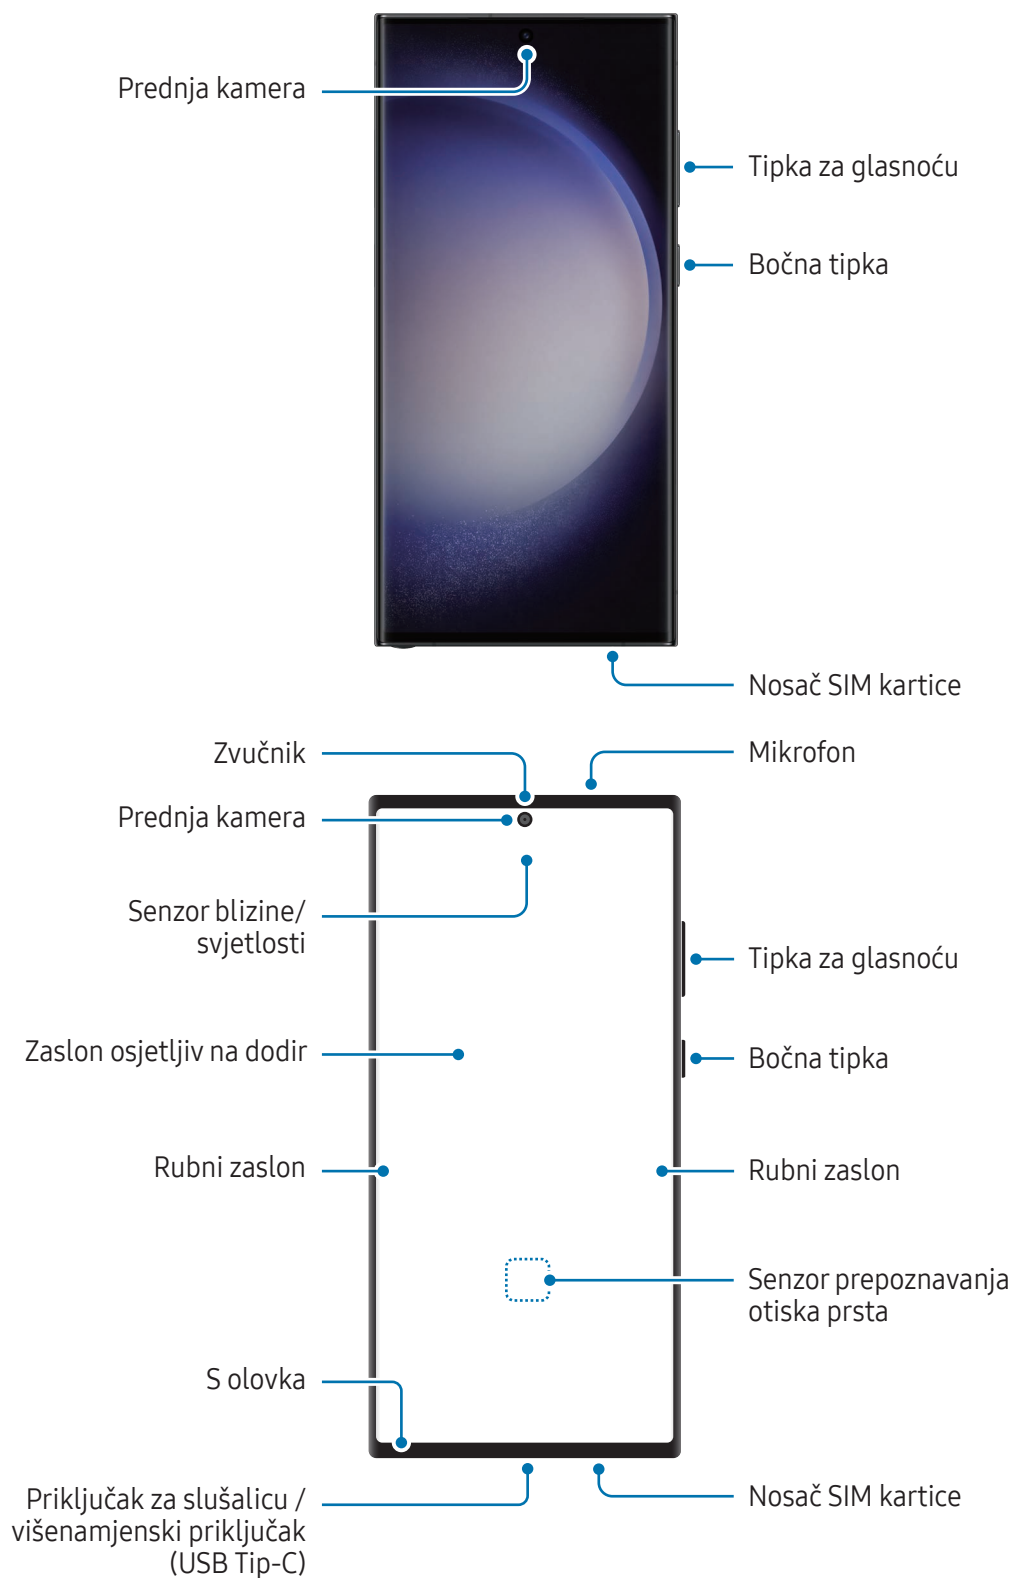 Prednja kamera
Tipka za glasnoću
Bočna tipka
Nosač SIM kartice
Zvučnik
Mikrofon
Prednja kamera
Senzor blizine/
svjetlosti
Tipka za glasnoću
Zaslon osjetljiv na dodir
Bočna tipka
Rubni zaslon
Rubni zaslon
Senzor prepoznavanja
otiska prsta
S olovka
Priključak za slušalicu /
višenamjenski priključak
(USB Tip-C)
Nosač SIM kartice